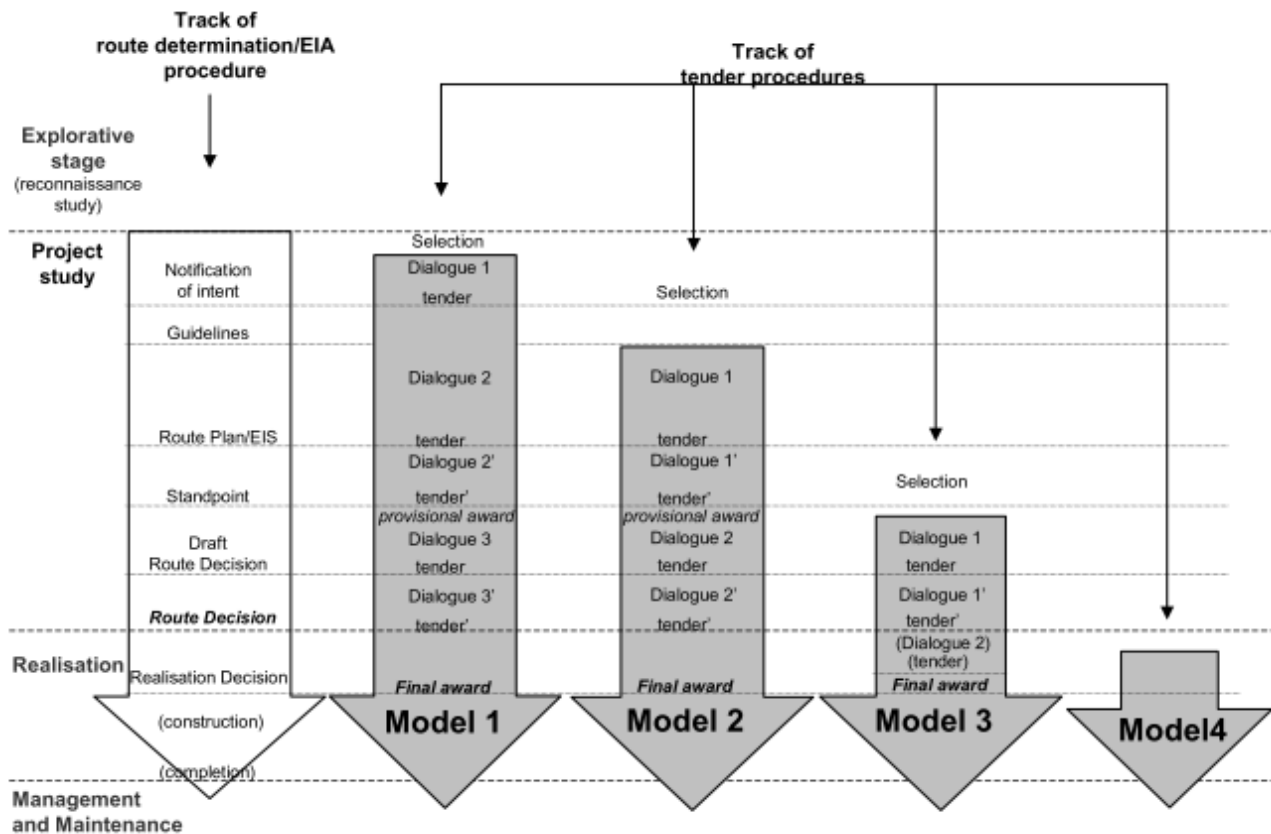 Track of
route determination/EIA
procedure
Track of
tender procedures
Explorative
stage
(reconnaissance
study)
Project
study
Notification
of intent
Guidelines
Route Plan/EIS
Standpoint
Draft
Route Decision
Route Decision
Realisation
Realisation Decision
(construction)
(completion)
Management
and Maintenance
Selection
Dialogue 1
tender
Dialogue 2
tender
Dialogue 2'
tender'
provisional award
Dialogue 3
tender
Dialogue 3'
tender'
Final award
Model 1
Selection
Dialogue 1
tender
Dialogue 1'
tender'
provisional award
Dialogue 2
tender
Dialogue 2'
tender'
Final award
Model 2
Selection
Dialogue 1
tender
Dialogue 1'
tender'
(Dialogue 2)
(tender)
Final award
Model 3
Model4